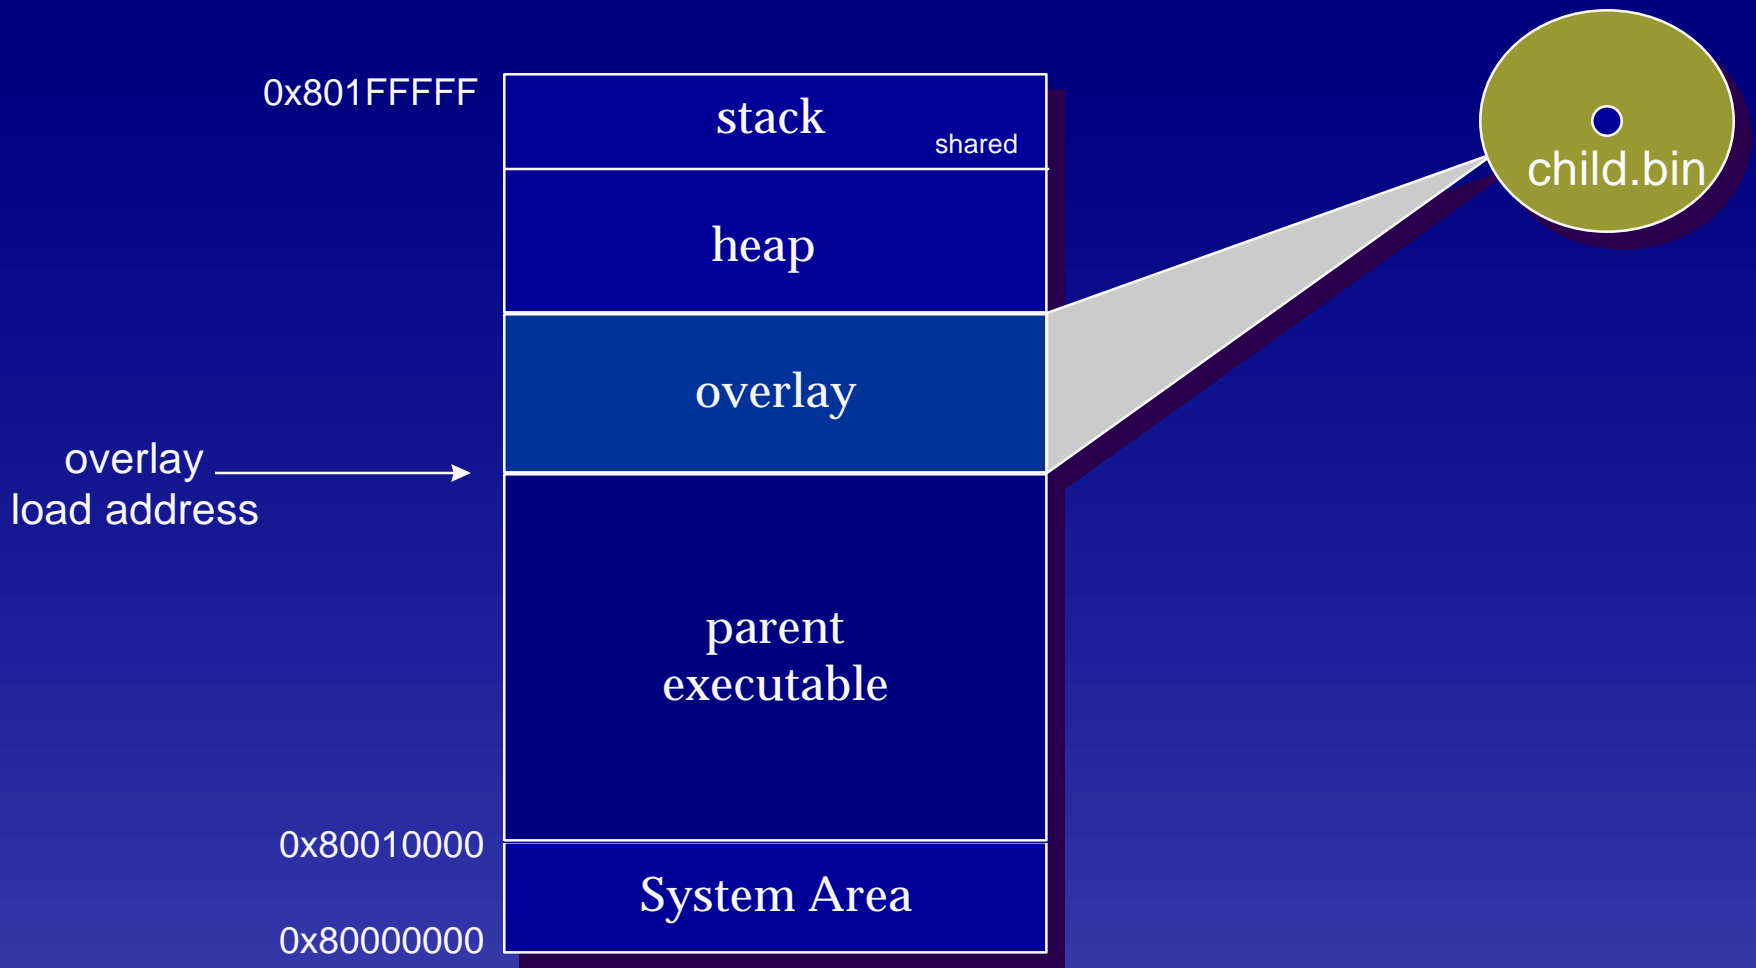 0x801FFFFF
stack
shared
child.bin
heap
overlay
overlay
load address
parent
executable
0x80010000
System Area
0x80000000